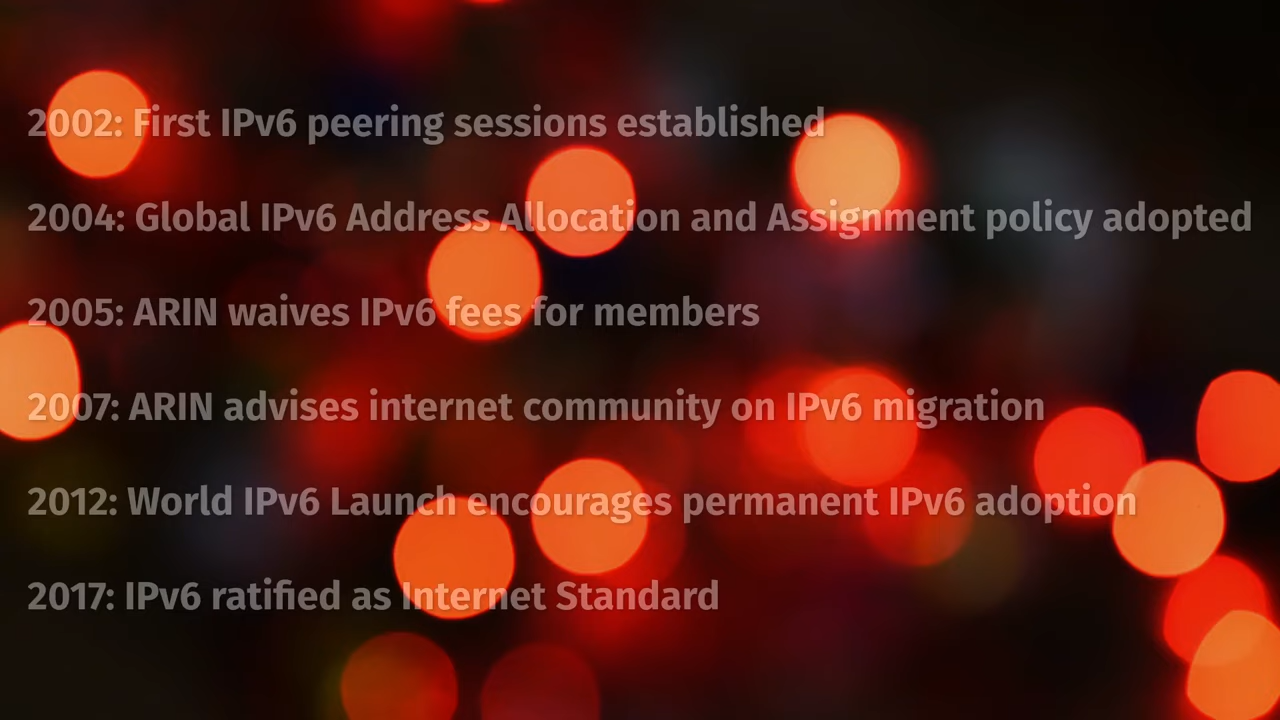 2002: First IPv6 peering sessions established
2004: Global IPv6 Address Allocation and Assignment policy adopted
2005: ARIN waives IPv6 fees for members
2007: ARIN advises internet community on IPv6 migration
2012: World IPv6 Launch encourages permanent IPv6 adoption
2017: IPv6 ratified as Internet Standard